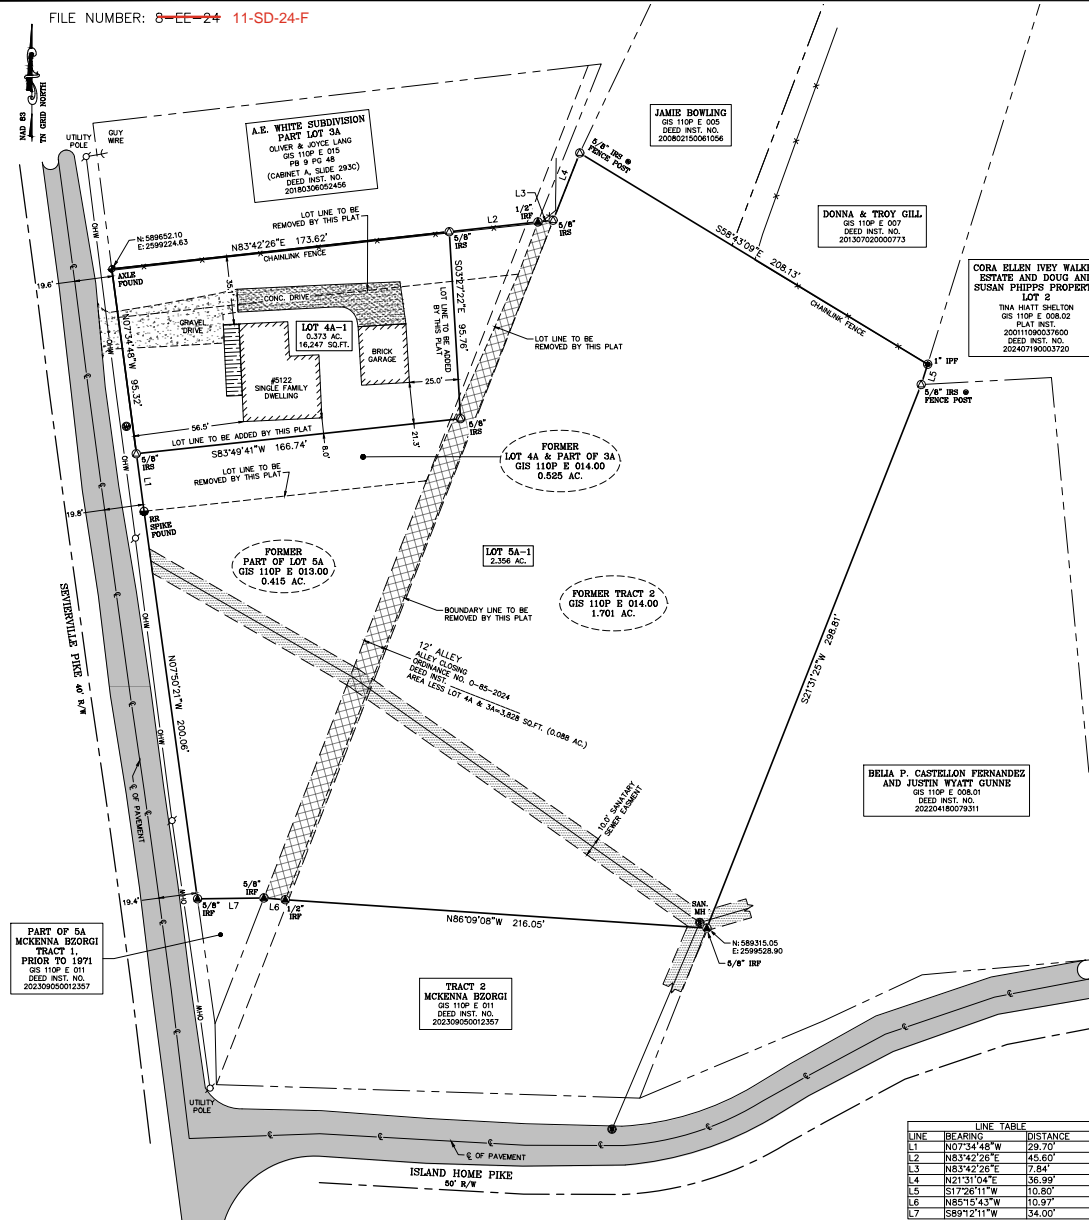 FILE NUMBER: 8-EE-24 11-SD-24-F
NAD 83
TN GRID NORTH
UTILITY
POLE
GUY
WIRE
A.E. WHITE SUBDIVISION
PART LOT 3A
OLIVER & JOYCE LANG
GIS 110P E 015
PB 9 PG 48
(CABINET A, SLIDE 293C)
DEED INST. NO.
20180306052456
JAMIE BOWLING
GIS 110P E 005
DEED INST. NO.
200802150061056
5/8" IRS @
FENCE POST
L4
L3
1/2"
IRF
5/8"
IRS
L2
DONNA & TROY GILL
GIS 110P E 007
DEED INST. NO.
201307020000773
CORA ELLEN IVEY WALK
ESTATE AND DOUG AN
SUSAN PHIPPS PROPERT
LOT 2
TINA HIATT SHELTON
GIS 110P E 008.02
PLAT INST.
200111090037600
DEED INST. NO.
202407190003720
LOT LINE TO BE
REMOVED BY THIS PLAT
N:589652.10
E:2599224.63
N83°42'26"E 173.62'
CHAINLINK FENCE
5/8"
IRS
S58°43'09"E 208.13'
CHAINLINK FENCE
OHW
19.6'
AXLE
FOUND
35.1'
CONC. DRIVE
GRAVEL
DRIVE
LOT 4A-1
0.373 AC.
16,247 SQ.FT.
BRICK
GARAGE
S03°27'22"E 95.76'
LOT LINE TO BE ADDED
BY THIS PLAT
LOT LINE TO BE
REMOVED BY THIS PLAT
1" IPF
L5
5/8" IRS @
FENCE POST
N07°34'48"W 95.32'
OHW
#5122
SINGLE FAMILY
DWELLING
25.0'
56.5'
8.0'
21.3'
5/8"
IRS
LOT LINE TO BE ADDED BY THIS PLAT
S83°49'41"W 166.74'
OHW
5/8"
IRS
L1
LOT LINE TO BE
REMOVED BY THIS PLAT
FORMER
LOT 4A & PART OF 3A
GIS 110P E 014.00
0.525 AC.
19.8'
RR
SPIKE
FOUND
FORMER
PART OF LOT 5A
GIS 110P E 013.00
0.415 AC.
LOT 5A-1
2.356 AC.
FORMER TRACT 2
GIS 110P E 014.00
1.701 AC.
BOUNDARY LINE TO BE
REMOVED BY THIS PLAT
SEVIERVILLE PIKE 40' R/W
OHW
N07°50'21"W 200.06'
12' ALLEY
ALLEY CLOSING
ORDINANCE NO. O-85-2024
DEED INST.
AREA LESS LOT 4A & 3A=3,828 SQ.FT. (0.088 AC.)
S21°31'25"W 298.81'
OHW
℄ OF PAVEMENT
BELIA P. CASTELLON FERNANDEZ
AND JUSTIN WYATT GUNNE
GIS 110P E 008.01
DEED INST. NO.
202204180079311
10.0' SANATARY
SEWER EASMENT
19.4'
OHW
5/8"
IRF
L7
5/8"
IRF
L6
1/2"
IRF
N86°09'08"W 216.05'
SAN.
MH
N:589315.05
E:2599528.90
5/8" IRF
PART OF 5A
MCKENNA BZORGI
TRACT 1,
PRIOR TO 1971
GIS 110P E 011
DEED INST. NO.
202309050012357
TRACT 2
MCKENNA BZORGI
GIS 110P E 011
DEED INST. NO.
202309050012357
OHW
UTILITY
POLE
℄ OF PAVEMENT
ISLAND HOME PIKE
50' R/W
LINE TABLE
LINE BEARING DISTANCE
L1 N07°34'48"W 29.70'
L2 N83°42'26"E 45.60'
L3 N83°42'26"E 7.84'
L4 N21°31'04"E 36.99'
L5 S17°26'11"W 10.80'
L6 N85°15'43"W 10.97'
L7 S89°12'11"W 34.00'